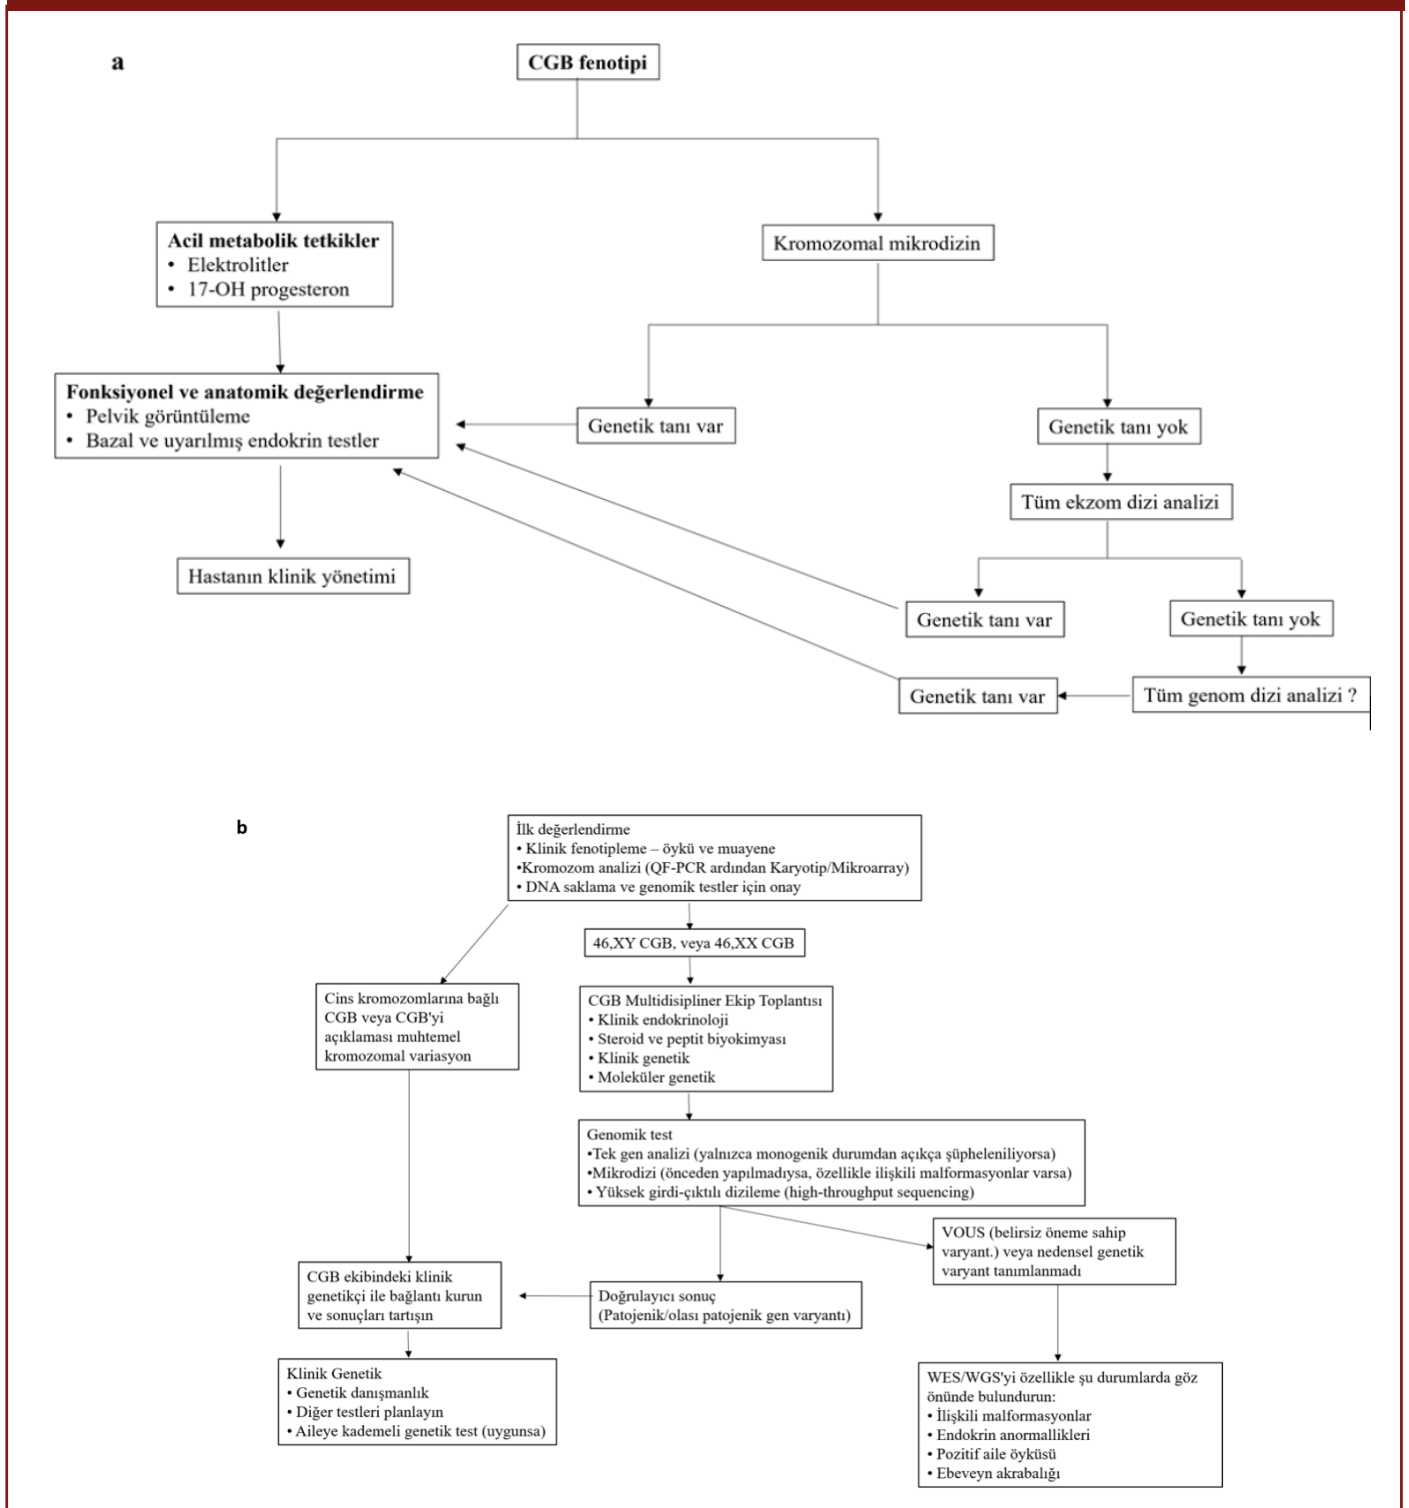 a
CGB fenotipi
Acil metabolik tetkikler
• Elektrolitler
• 17-OH progesteron
Kromozomal mikrodizin
Fonksiyonel ve anatomik değerlendirme
• Pelvik görüntüleme
• Bazal ve uyarılmış endokrin testler
Genetik tanı var
Genetik tanı yok
Tüm ekzom dizi analizi
Hastanın klinik yönetimi
Genetik tanı var
Genetik tanı yok
Genetik tanı var
Tüm genom dizi analizi ?
b
İlk değerlendirme
• Klinik fenotipleme – öykü ve muayene
•Kromozom analizi (QF-PCR ardından Karyotip/Mikroarray)
• DNA saklama ve genomik testler için onay
46,XY CGB, veya 46,XX CGB
Cins kromozomlarına bağlı
CGB veya CGB'yi
açıklaması muhtemel
kromozomal variasyon
CGB Multidisipliner Ekip Toplantısı
• Klinik endokrinoloji
• Steroid ve peptit biyokimyası
• Klinik genetik
• Moleküler genetik
Genomik test
•Tek gen analizi (yalnızca monogenik durumdan açıkça şüpheleniliyorsa)
•Mikrodizi (önceden yapılmadıysa, özellikle ilişkili malformasyonlar varsa)
• Yüksek girdi-çıktılı dizileme (high-throughput sequencing)
VOUS (belirsiz öneme sahip
varyant.) veya nedensel genetik
varyant tanımlanmadı
CGB ekibindeki klinik
genetikçi ile bağlantı kurun
ve sonuçları tartışın
Doğrulayıcı sonuç
(Patojenik/olası patojenik gen varyantı)
Klinik Genetik
• Genetik danışmanlık
• Diğer testleri planlayın
• Aileye kademeli genetik test (uygunsa)
WES/WGS'yi özellikle şu durumlarda göz
önünde bulundurun:
• İlişkili malformasyonlar
• Endokrin anormallikleri
• Pozitif aile öyküsü
• Ebeveyn akrabalığı